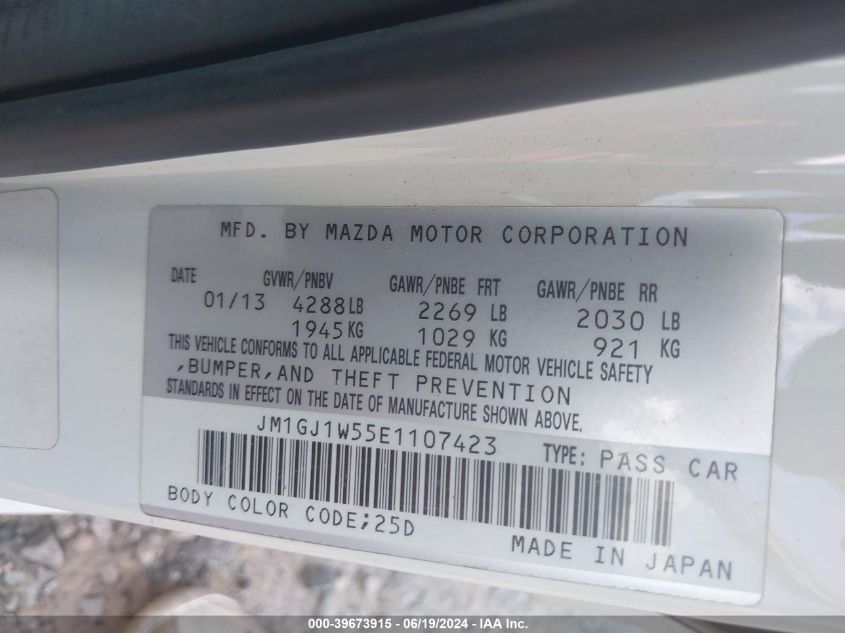 MFD. BY MAZDA MOTOR CORPORATION
DATE GVWR/PNBV GAWR/PNBE FRT GAWR/PNBE RR
01/13 4288LB 2269 LB 2030 LB
1945KG 1029 KG 921 KG
THIS VEHICLE CONFORMS TO ALL APPLICABLE FEDERAL MOTOR VEHICLE SAFETY
,BUMPER,AND THEFT PREVENTION
STANDARDS IN EFFECT ON THE DATE OF MANUFACTURE SHOWN ABOVE.
JM1GJ1W55E1107423 TYPE: PASS CAR
BODY COLOR CODE;25D
MADE IN JAPAN
000-39673915 - 06/19/2024 - IAA, Inc.